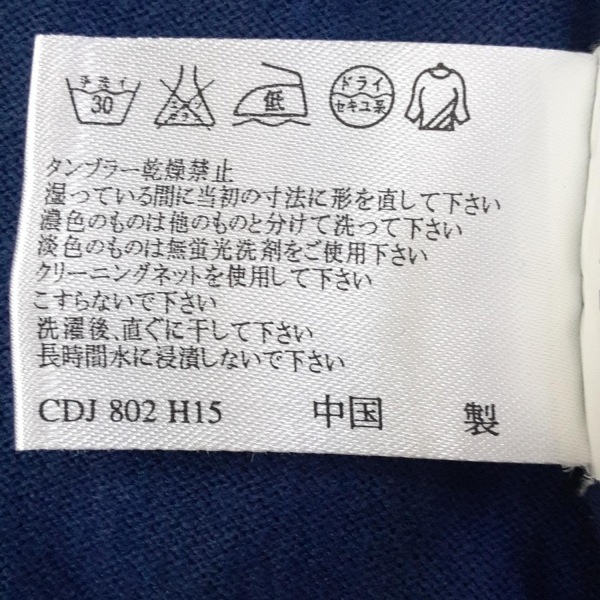 手洗イ
30
エンソ
サラシ
低
ドライ
セキユ系
タンブラー乾燥禁止
湿っている間に当初の寸法に形を直して下さい
濃色のものは他のものと分けて洗って下さい
淡色のものは無蛍光洗剤をご使用下さい
クリーニングネットを使用して下さい
こすらないで下さい
洗濯後、直ぐに干して下さい
長時間水に浸漬しないで下さい
CDJ 802 H15 中国 製